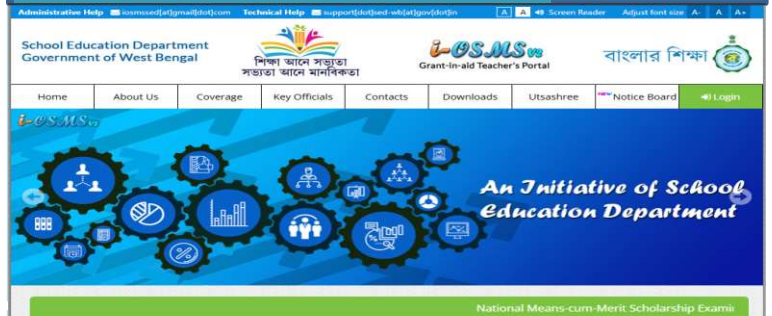 Administrative Help iosmssed[at]gmail[dot]com Technical Help support[dot]sed-wb[at]gov[dot]in A A Screen Reader Adjust font size A- A A+
School Education Department
Government of West Bengal
শিক্ষা আনে সভ্যতা
সভ্যতা আনে মানবিকতা
i-OSMS V2
Grant-in-aid Teacher's Portal
বাংলার শিক্ষা
Home About Us Coverage Key Officials Contacts Downloads Utsashree Notice Board Login
i-OSMS V2
An Initiative of School
Education Department
National Means-cum-Merit Scholarship Exami